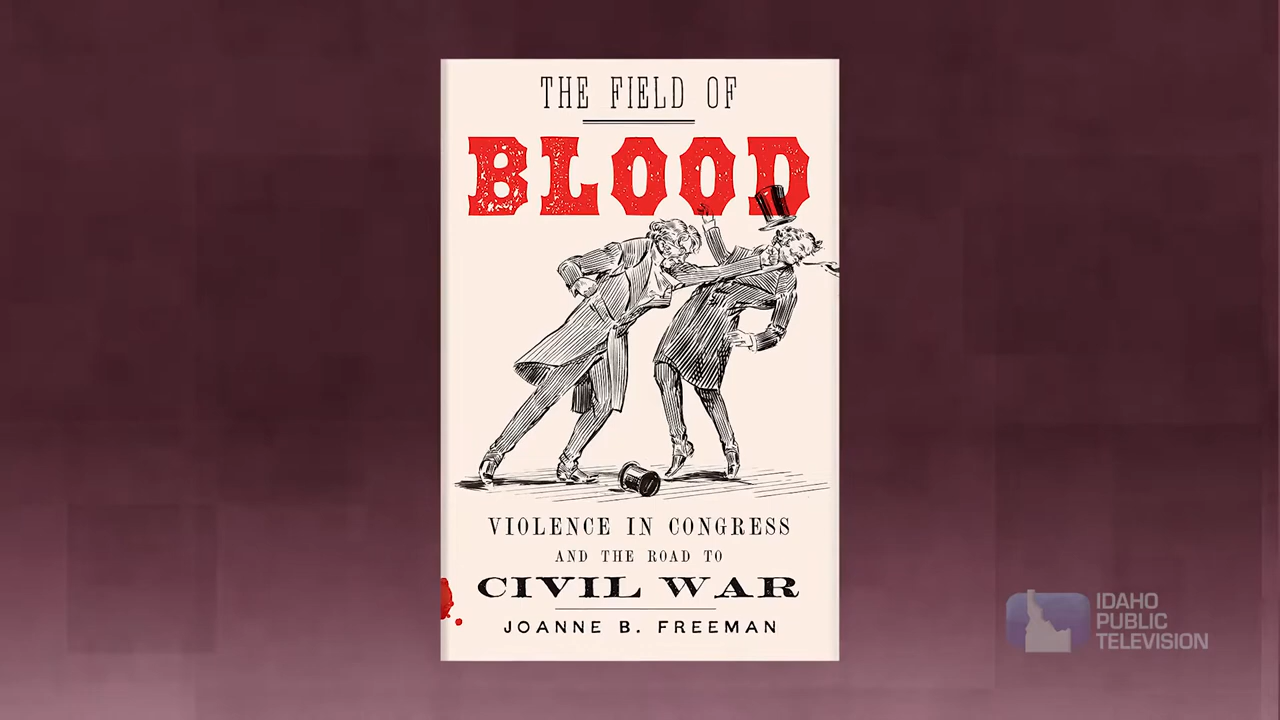 THE FIELD OF
BLOOD
VIOLENCE IN CONGRESS
AND THE ROAD TO
CIVIL WAR
JOANNE B. FREEMAN
IDAHO
PUBLIC
TELEVISION